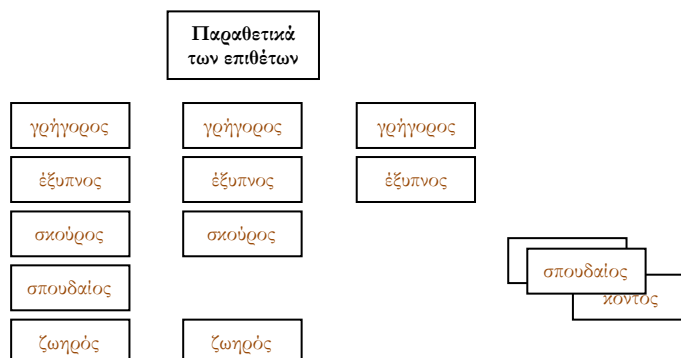 Παραθετικά
των επιθέτων
γρήγορος γρήγορος γρήγορος
έξυπνος έξυπνος έξυπνος
σκούρος σκούρος
σπουδαίος σπουδαίος
κοντός
ζωηρός ζωηρός